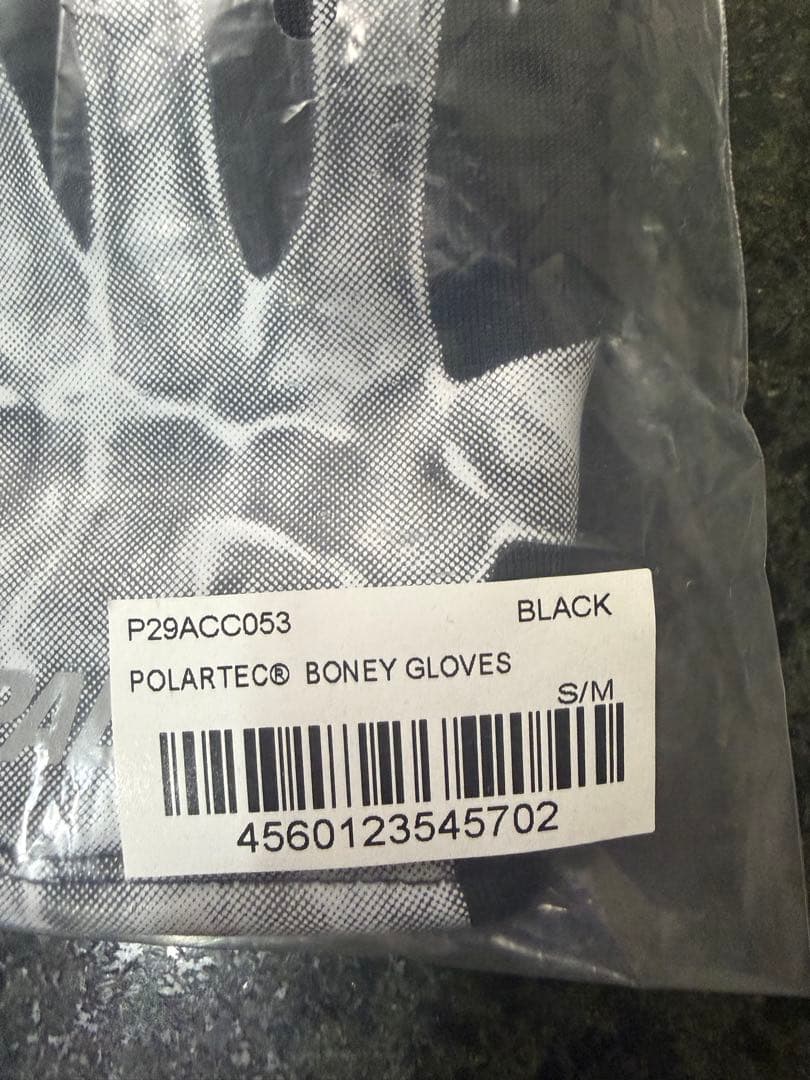 P29ACC053 BLACK
POLARTEC® BONEY GLOVES
S/M
4560123545702